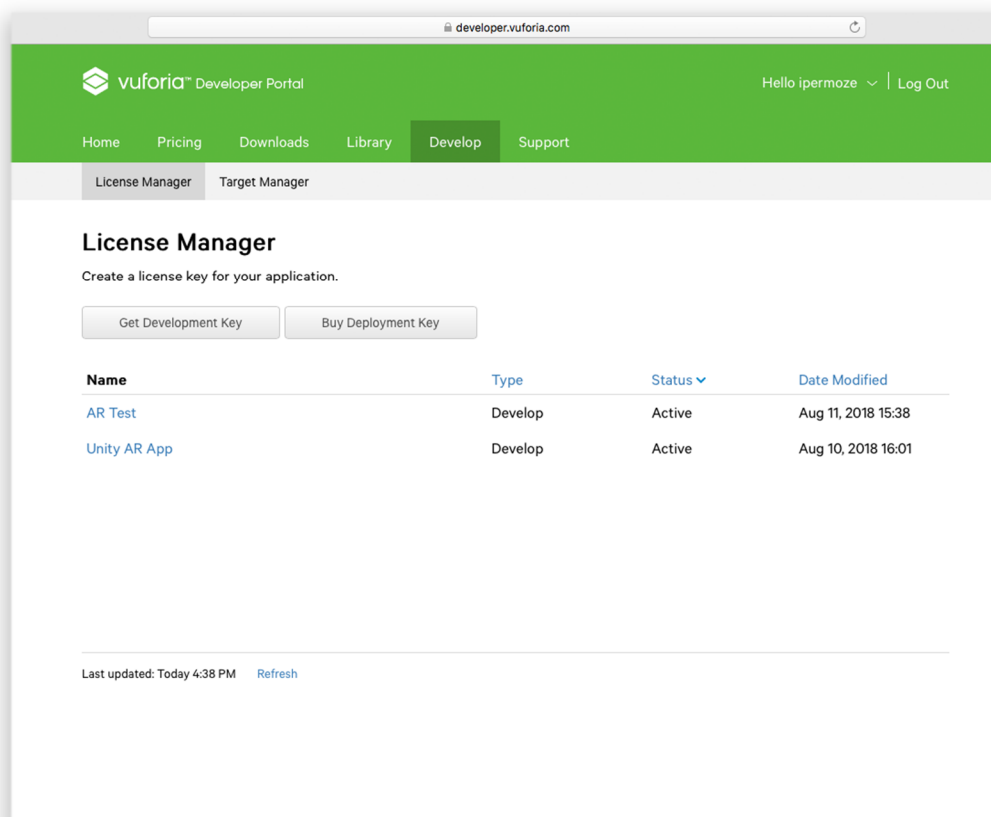 developer.vuforia.com
vuforia™ Developer Portal
Hello ipermoze Log Out
Home Pricing Downloads Library Develop Support
License Manager Target Manager
License Manager
Create a license key for your application.
Get Development Key Buy Deployment Key
Name Type Status Date Modified
AR Test Develop Active Aug 11, 2018 15:38
Unity AR App Develop Active Aug 10, 2018 16:01
Last updated: Today 4:38 PM Refresh